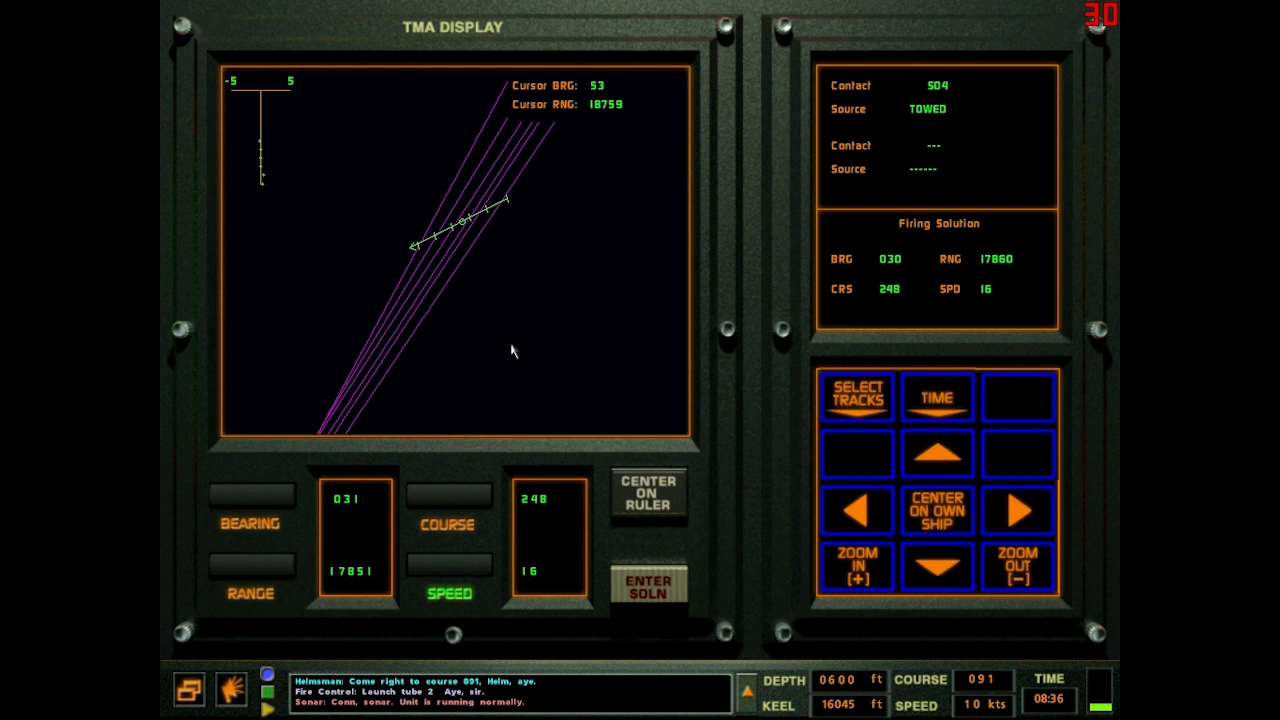 30
TMA DISPLAY
-5 5
Cursor BRG: 53
Cursor RNG: 18759
Contact S04
Source TOWED
Contact ---
Source ------
Firing Solution
BRG 030 RNG 17860
CRS 248 SPD 16
SELECT TRACKS
TIME
CENTER ON OWN SHIP
ZOOM IN [+]
ZOOM OUT [-]
BEARING
031
COURSE
248
CENTER ON RULER
RANGE
17851
SPEED
16
ENTER SOLN
Helmsman: Come right to course 091, Helm, aye.
Fire Control: Launch tube 2 Aye, sir.
Sonar: Conn, sonar. Unit is running normally.
DEPTH 0600 ft COURSE 091 TIME
KEEL 16045 ft SPEED 10 kts 08:36